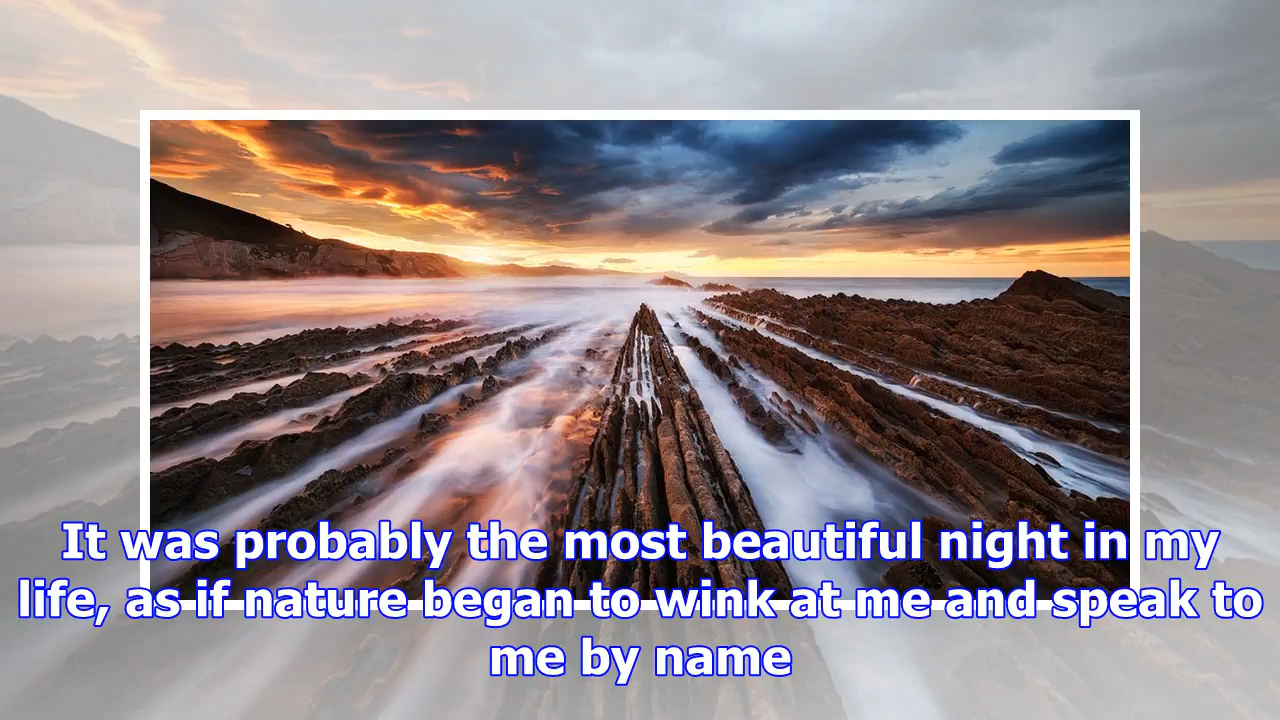 It was probably the most beautiful night in my
life, as if nature began to wink at me and speak to
me by name